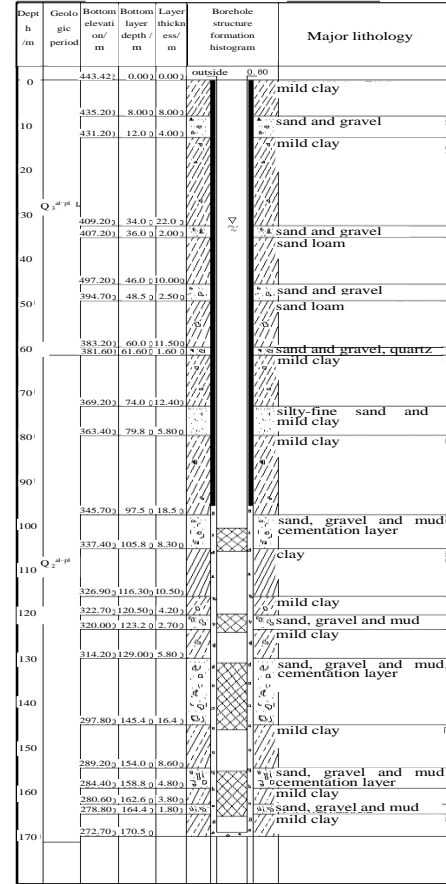 Dept h /m
Geolo gic period
Bottom elevati on/ m
Bottom layer depth / m
Layer thickn ess/ m
Borehole structure formation histogram
Major lithology
outside 0.60
0 443.42 0.00 0.00
mild clay
435.20 8.00 8.00
sand and gravel
10
431.20 12.0 4.00
mild clay
20
Q3 al-pl
30
409.20 34.0 22.0
sand and gravel
407.20 36.0 2.00
sand loam
40
497.20 46.0 10.00
sand and gravel
394.70 48.5 2.50
50
sand loam
383.20 60.0 11.50
sand and gravel, quartz
60 381.60 61.60 1.60
mild clay
70
369.20 74.0 12.40
silty-fine sand and
mild clay
363.40 79.8 5.80
80
mild clay
90
345.70 97.5 18.5
sand, gravel and mud
cementation layer
100
337.40 105.8 8.30
clay
Q2 al-pl
110
326.90 116.30 10.50
mild clay
322.70 120.50 4.20
120
sand, gravel and mud
320.00 123.2 2.70
mild clay
314.20 129.00 5.80
130
sand, gravel and mud
cementation layer
140
297.80 145.4 16.4
mild clay
150
289.20 154.0 8.60
sand, gravel and mud
cementation layer
284.40 158.8 4.80
160
mild clay
280.60 162.6 3.80
sand, gravel and mud
278.80 164.4 1.80
mild clay
170 272.70 170.5